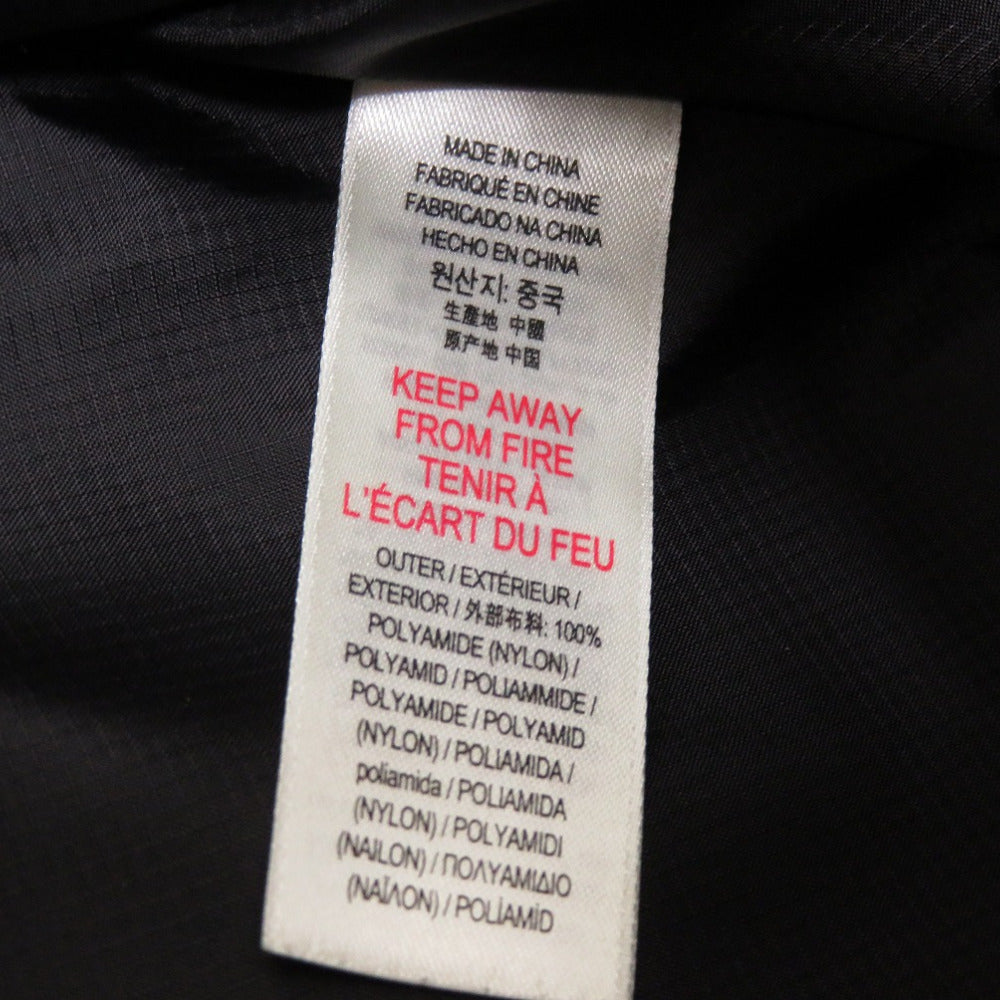 MADE IN CHINA
FABRIQUÉ EN CHINE
FABRICADO NA CHINA
HECHO EN CHINA
원산지: 중국
生產地 中國
原产地 中国
KEEP AWAY
FROM FIRE
TENIR À
L'ÉCART DU FEU
OUTER / EXTÉRIEUR /
EXTERIOR / 外部布料: 100%
POLYAMIDE (NYLON) /
POLYAMID / POLIAMMIDE /
POLYAMIDE / POLYAMID
(NYLON) / POLIAMIDA /
poliamida / POLIAMIDA
(NYLON) / POLYAMIDI
(NAILON) / ΠΟΛΥΑΜΙΔΙΟ
(ΝΑΪΛΟΝ) / POLİAMİD